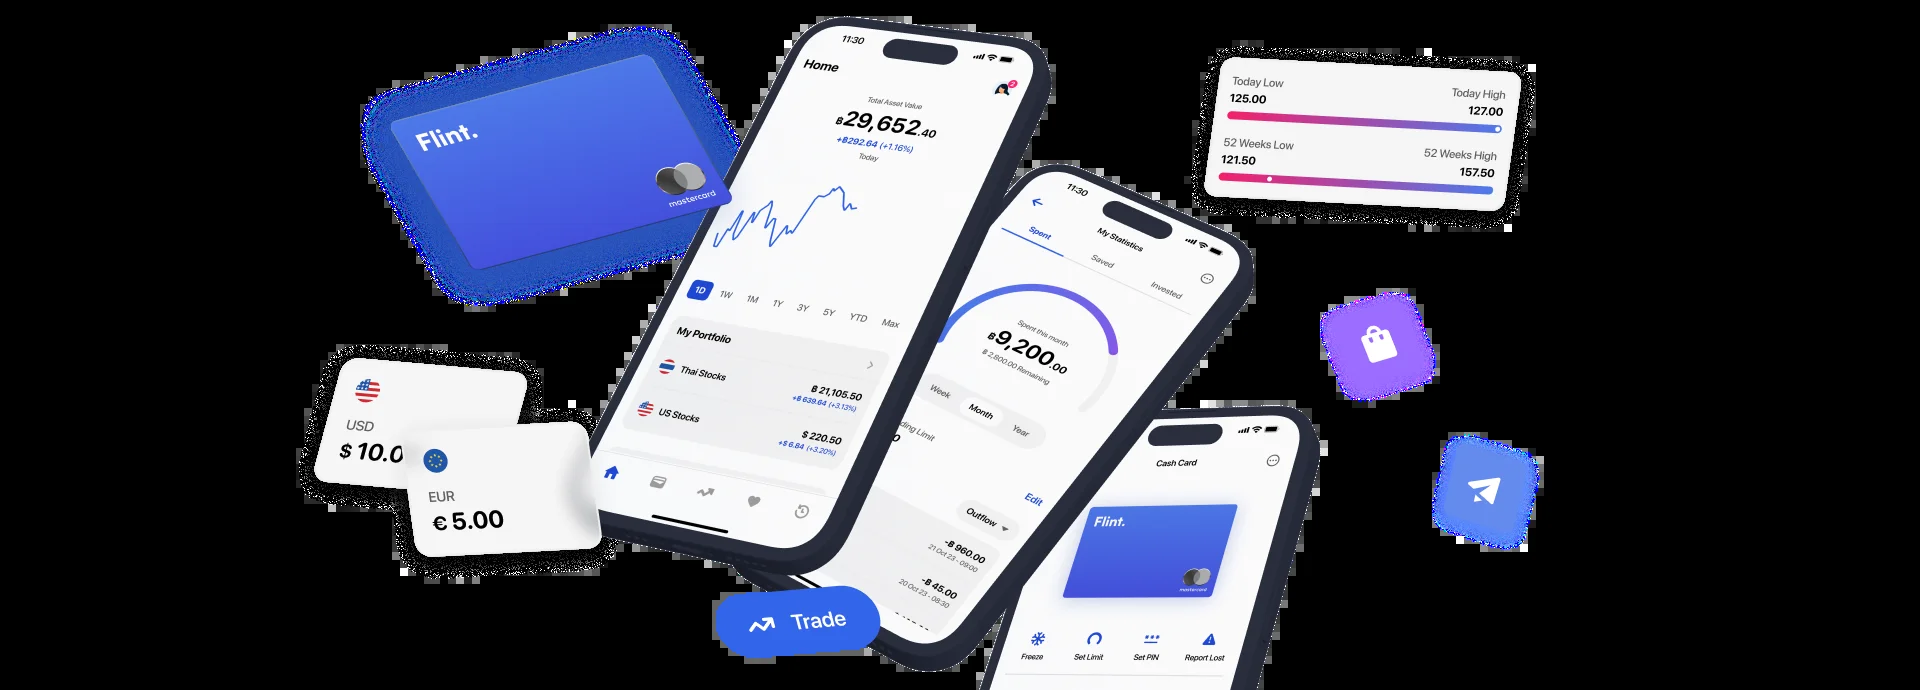 Flint.
mastercard
USD
$ 10.0
EUR
€ 5.00
11:30
Home
2
Total Asset Value
฿29,652.40
+฿292.64 (+1.16%)
Today
1D 1W 1M 1Y 3Y 5Y YTD Max
My Portfolio
Thai Stocks
฿ 21,105.50
+฿ 639.64 (+3.13%)
US Stocks
$ 220.50
+$ 6.84 (+3.20%)
Trade
11:30
My Statistics
Spent Saved Invested
Spent this month
฿9,200.00
฿ 2,800.00 Remaining
Week Month Year
ding Limit
0
Edit
Outflow
-฿ 960.00
21 Oct 23 - 09:00
-฿ 45.00
20 Oct 23 - 08:30
Cash Card
Flint.
mastercard
Freeze Set Limit Set PIN Report Lost
Today Low Today High
125.00 127.00
52 Weeks Low 52 Weeks High
121.50 157.50